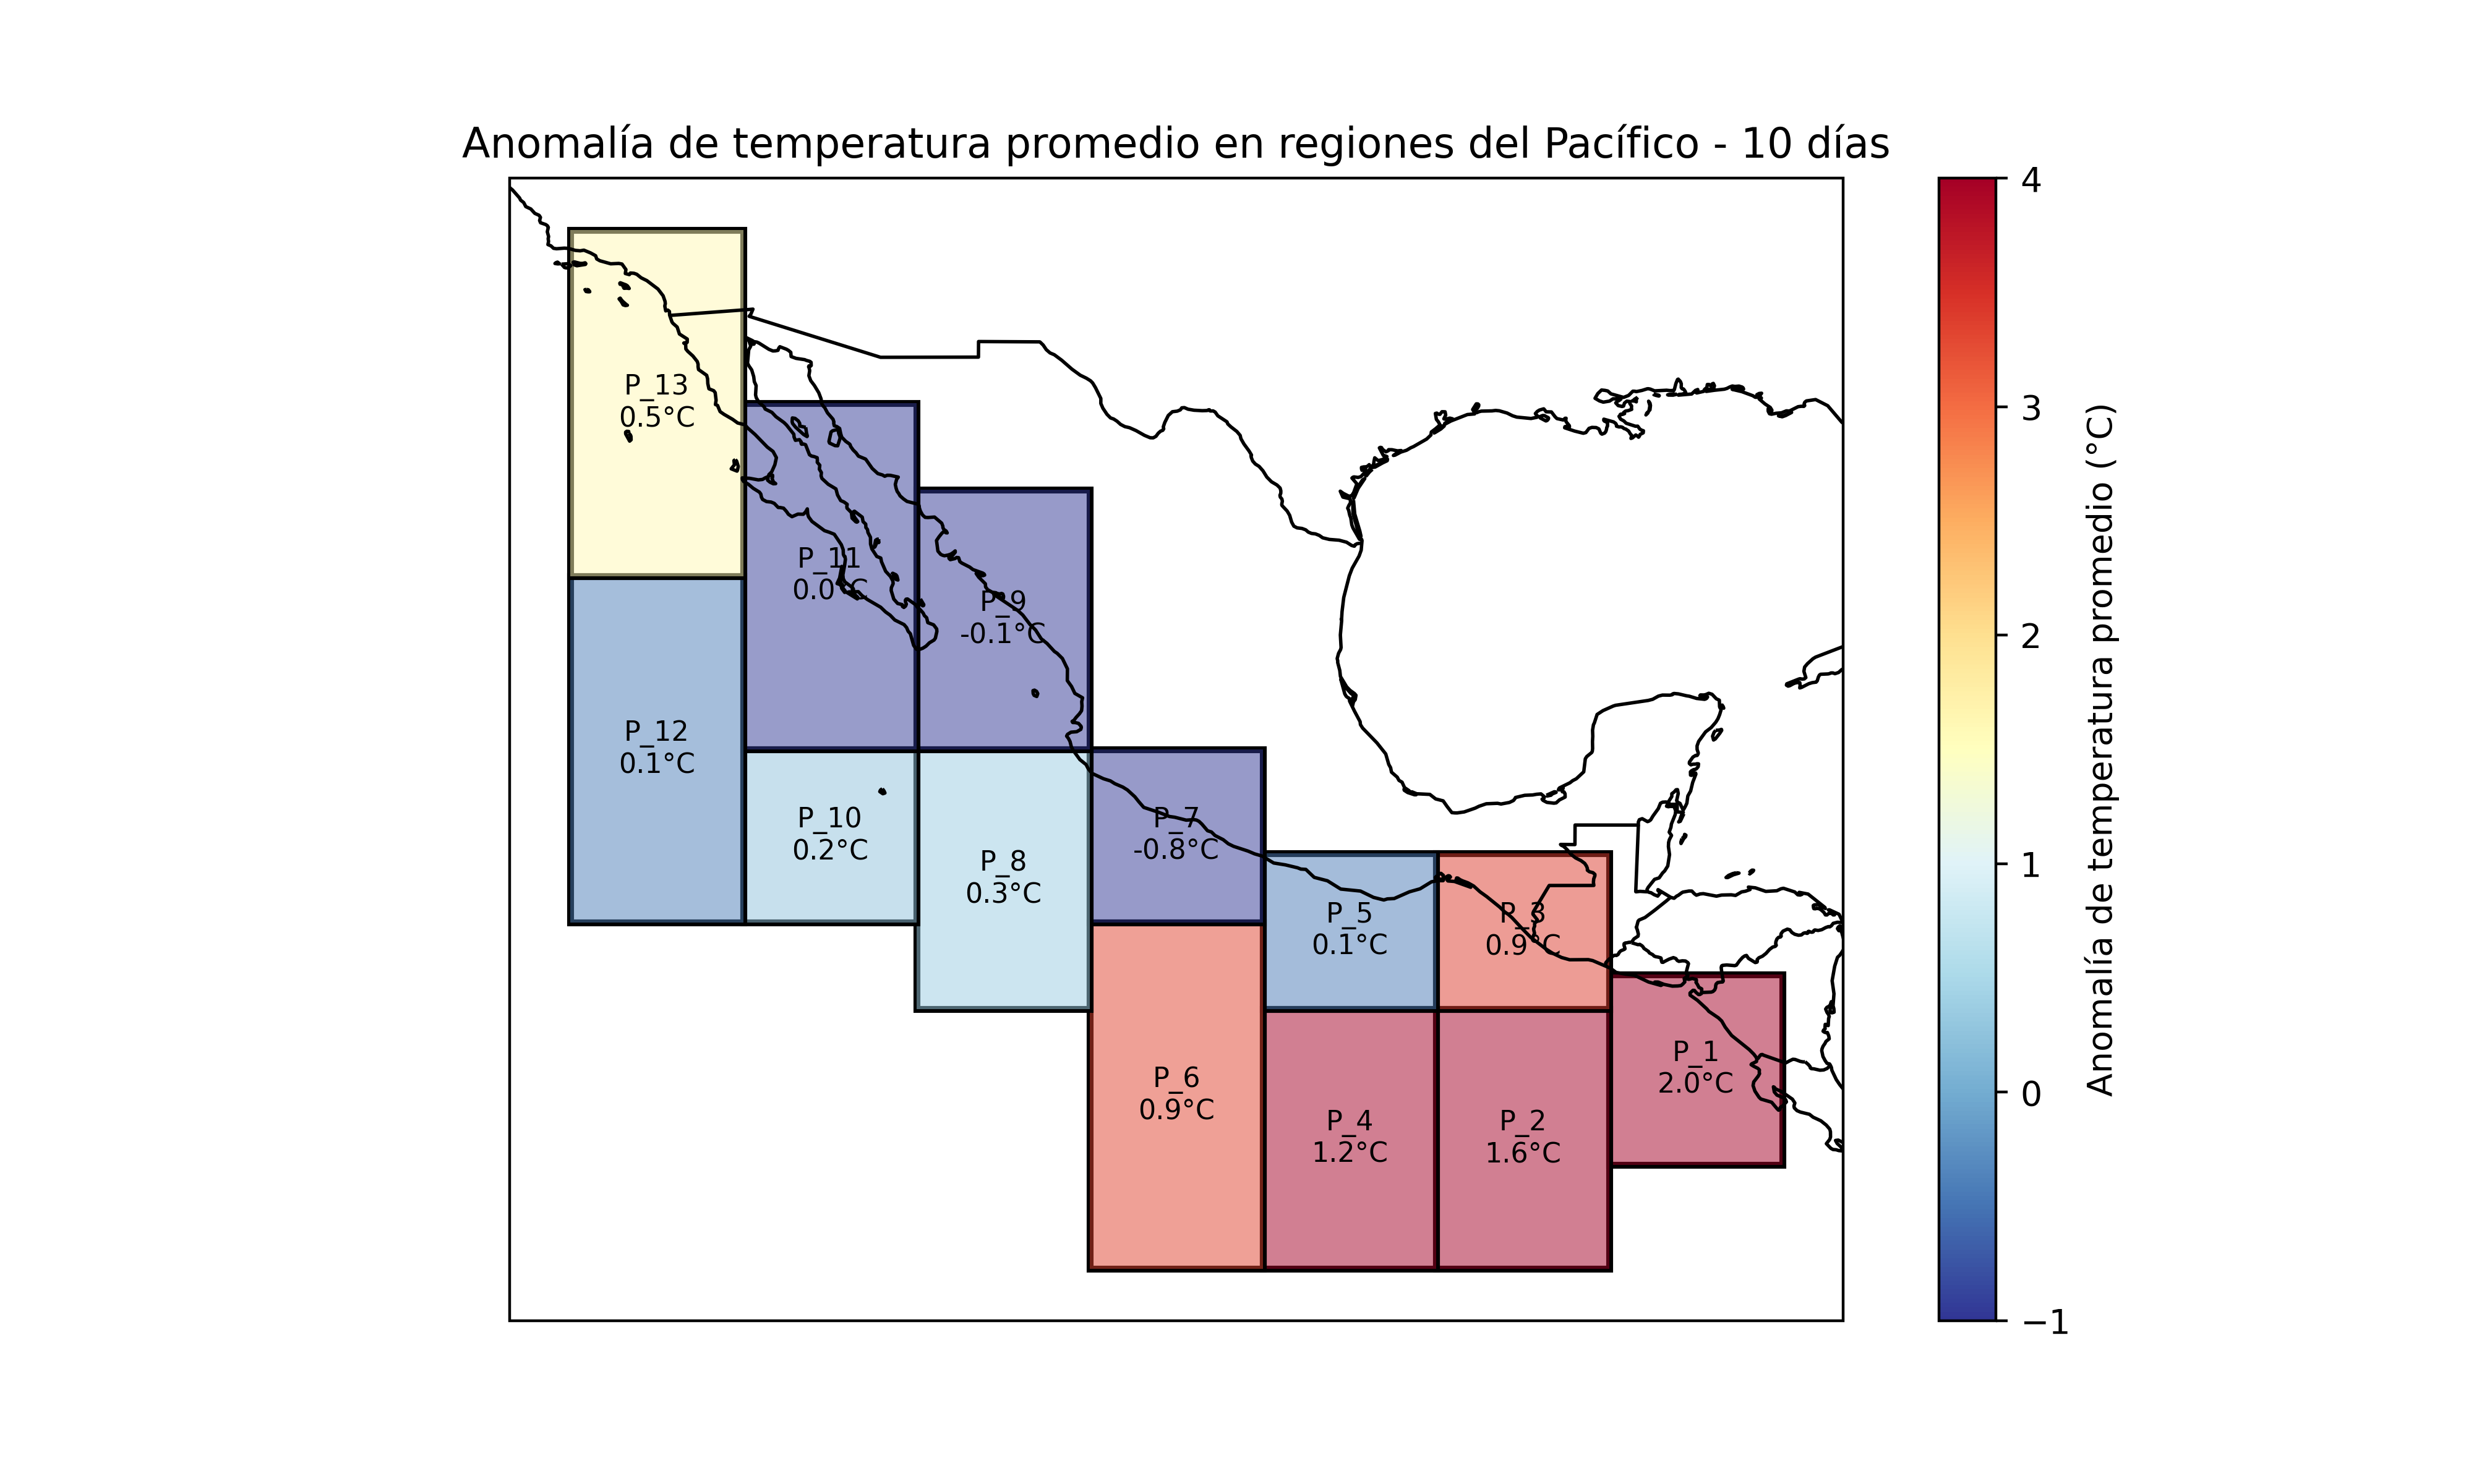 Anomalía de temperatura promedio en regiones del Pacífico - 10 días
P_13
0.5°C
P_11
0.0°C
P_9
-0.1°C
P_12
0.1°C
P_10
0.2°C
P_8
0.3°C
P_7
-0.8°C
P_5
0.1°C
P_3
0.9°C
P_6
0.9°C
P_4
1.2°C
P_2
1.6°C
P_1
2.0°C
4
3
2
1
0
−1
Anomalía de temperatura promedio (°C)